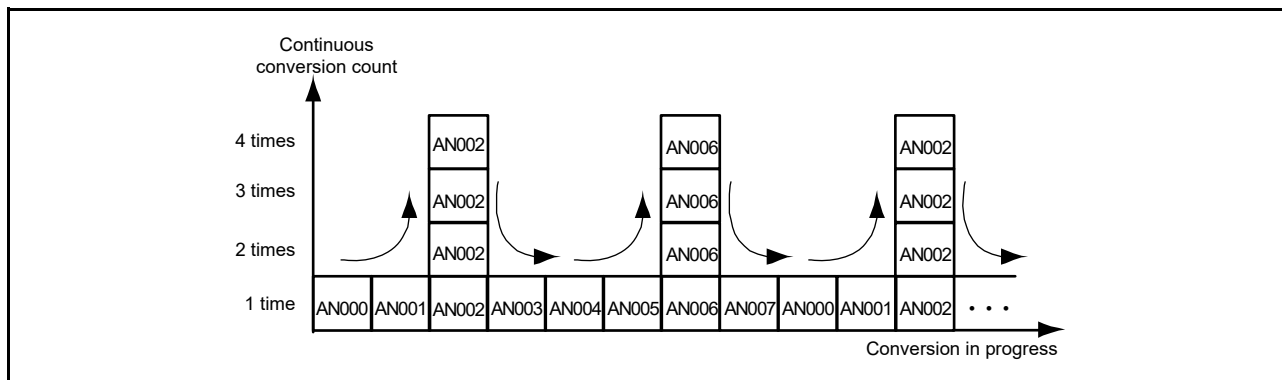 Continuous
conversion count
4 times
AN002
AN006
AN002
3 times
AN002
AN006
AN002
2 times
AN002
AN006
AN002
1 time
AN000
AN001
AN002
AN003
AN004
AN005
AN006
AN007
AN000
AN001
AN002
• • •
Conversion in progress